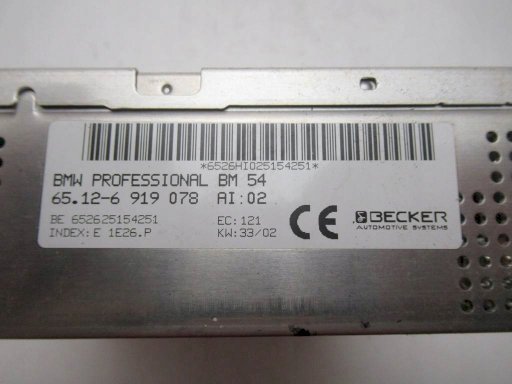 *6526HI025154251*
BMW PROFESSIONAL BM 54
65.12-6 919 078 AI:02
BE 652625154251 EC:121
INDEX:E 1E26.P KW:33/02
CE
BECKER
AUTOMOTIVE SYSTEMS